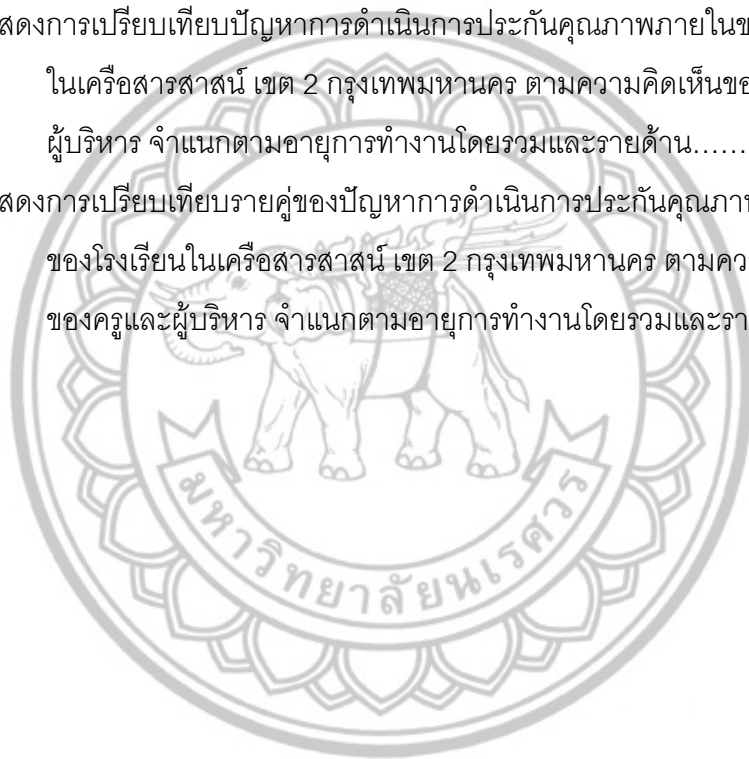 สดงการเปรียบเทียบปัญหาการดำเนินการประกันคุณภาพภายในข
ในเครือสารสาสน์ เขต 2 กรุงเทพมหานคร ตามความคิดเห็นขอ
ผู้บริหาร จำแนกตามอายุการทำงานโดยรวมและรายด้าน……
สดงการเปรียบเทียบรายคู่ของปัญหาการดำเนินการประกันคุณภา
ของโรงเรียนในเครือสารสาสน์ เขต 2 กรุงเทพมหานคร ตามคว
ของครูและผู้บริหาร จำแนกตามอายุการทำงานโดยรวมและรา
มหาวิทยาลัยนเรศวร